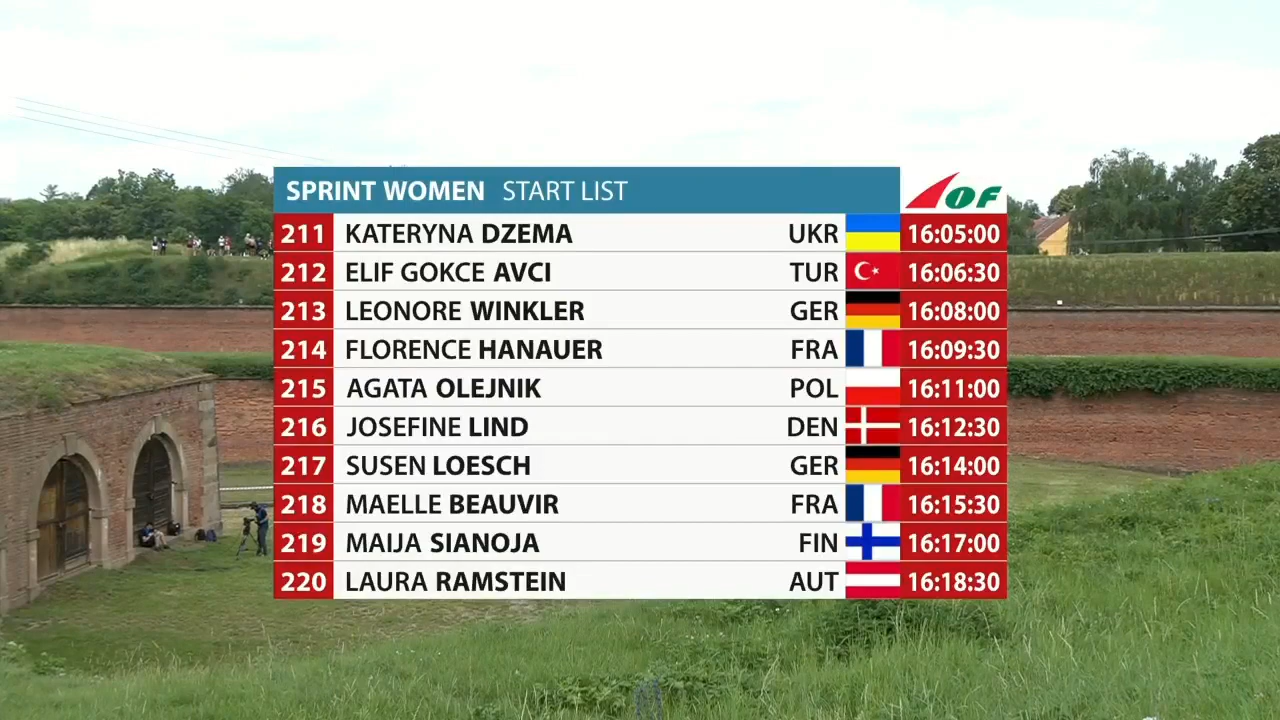 SPRINT WOMEN START LIST IOF
211 KATERYNA DZEMA UKR 16:05:00
212 ELIF GOKCE AVCI TUR 16:06:30
213 LEONORE WINKLER GER 16:08:00
214 FLORENCE HANAUER FRA 16:09:30
215 AGATA OLEJNIK POL 16:11:00
216 JOSEFINE LIND DEN 16:12:30
217 SUSEN LOESCH GER 16:14:00
218 MAELLE BEAUVIR FRA 16:15:30
219 MAIJA SIANOJA FIN 16:17:00
220 LAURA RAMSTEIN AUT 16:18:30